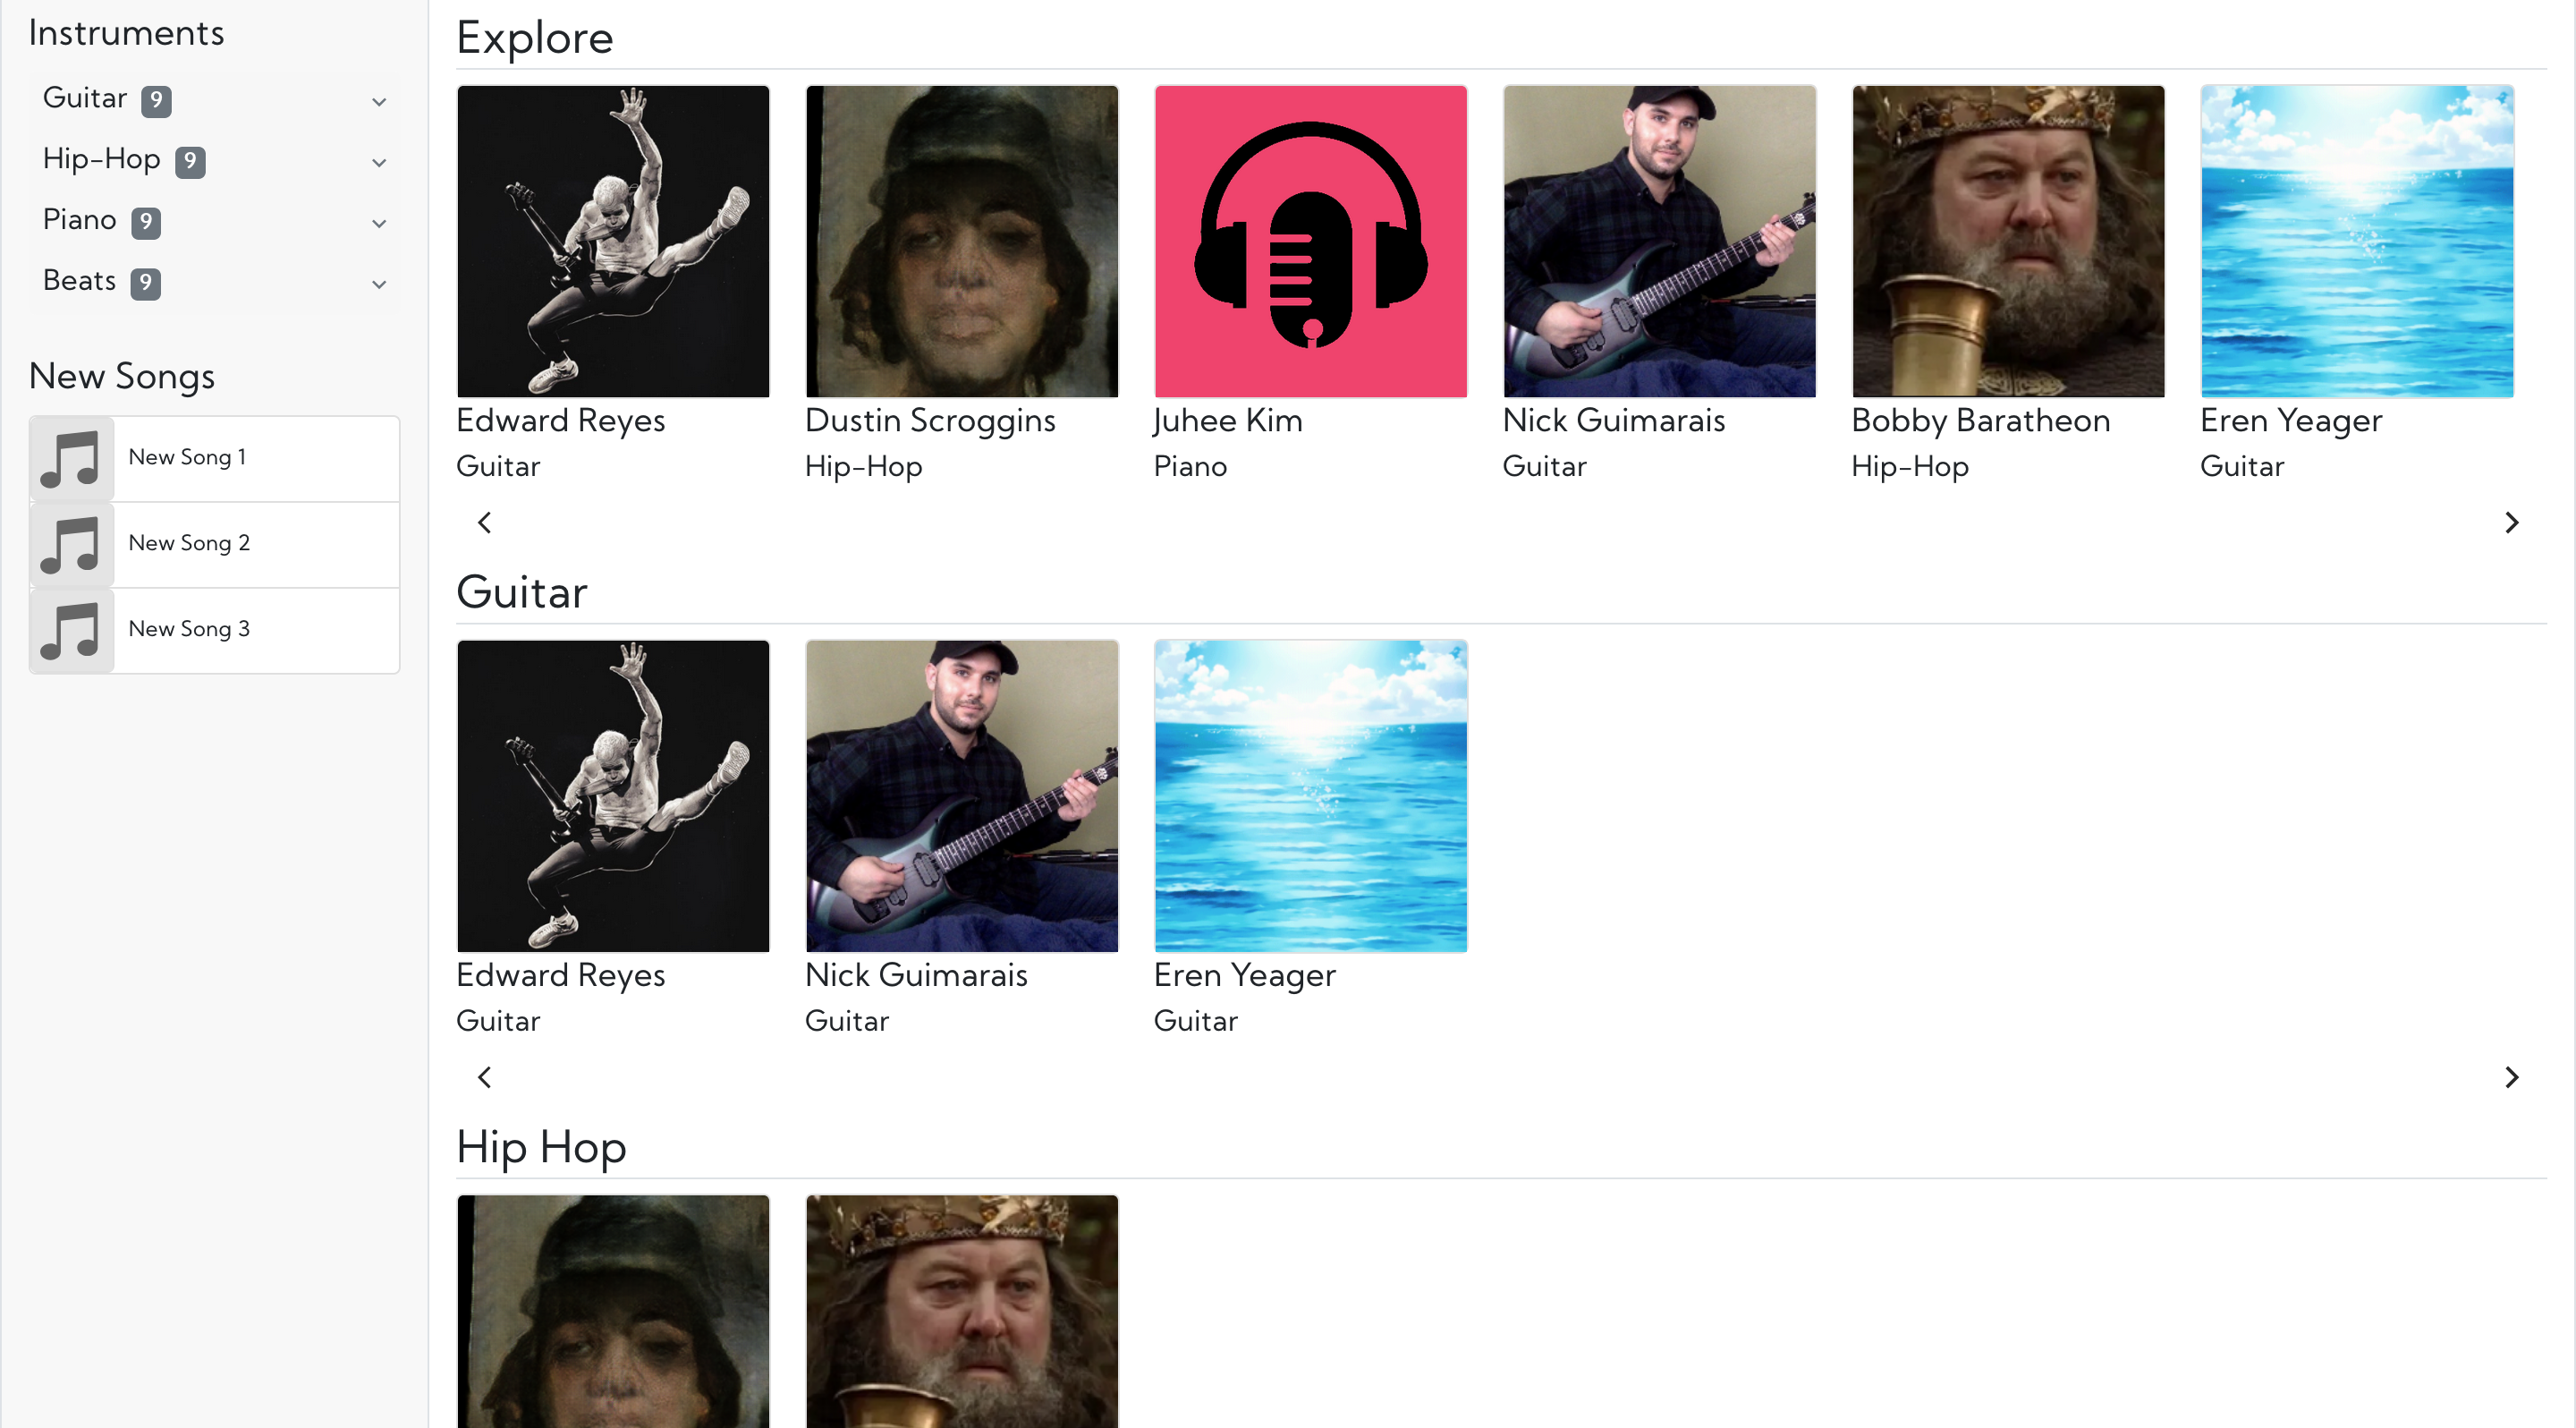 Instruments
Guitar 9
Hip-Hop 9
Piano 9
Beats 9
New Songs
New Song 1
New Song 2
New Song 3
Explore
Edward Reyes
Guitar
Dustin Scroggins
Hip-Hop
Juhee Kim
Piano
Nick Guimarais
Guitar
Bobby Baratheon
Hip-Hop
Eren Yeager
Guitar
Guitar
Edward Reyes
Guitar
Nick Guimarais
Guitar
Eren Yeager
Guitar
Hip Hop